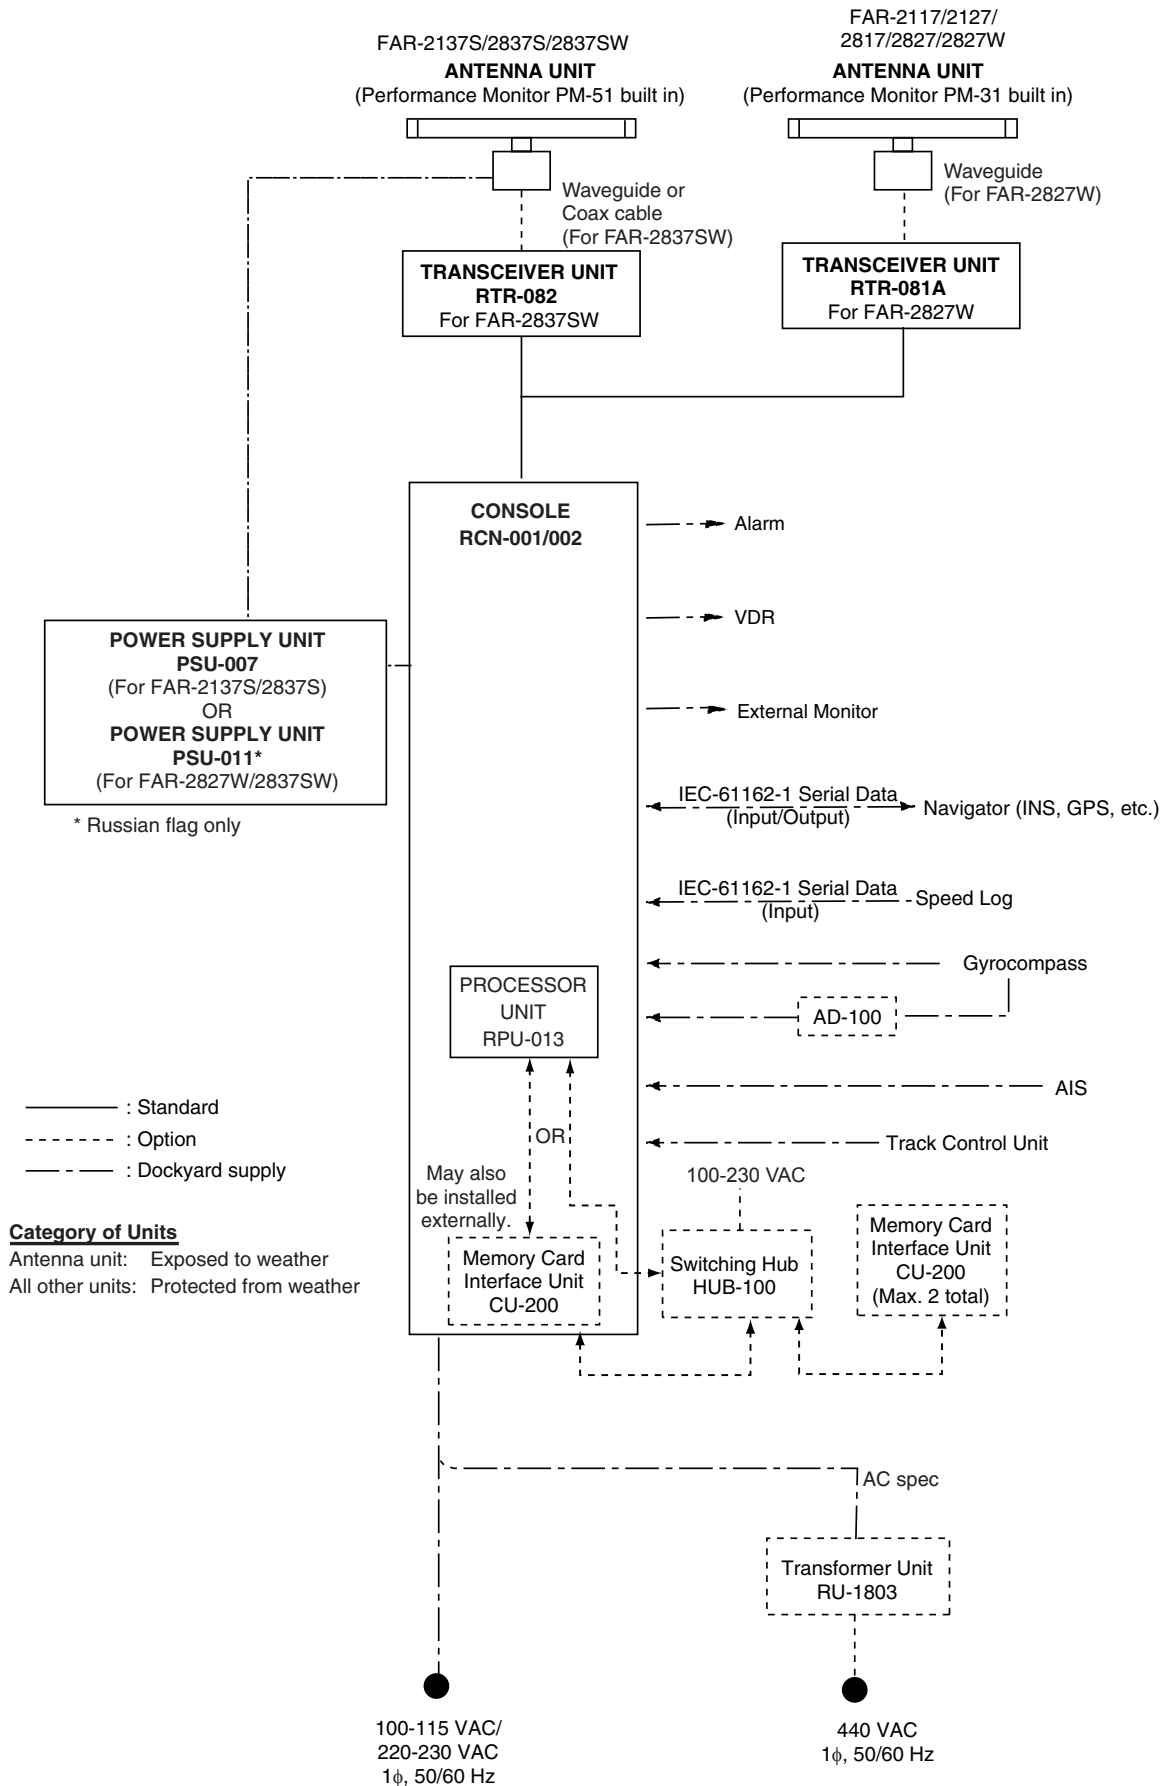 FAR-2137S/2837S/2837SW
ANTENNA UNIT
(Performance Monitor PM-51 built in)
FAR-2117/2127/
2817/2827/2827W
ANTENNA UNIT
(Performance Monitor PM-31 built in)
Waveguide or
Coax cable
(For FAR-2837SW)
Waveguide
(For FAR-2827W)
TRANSCEIVER UNIT
RTR-082
For FAR-2837SW
TRANSCEIVER UNIT
RTR-081A
For FAR-2827W
CONSOLE
RCN-001/002
Alarm
VDR
External Monitor
POWER SUPPLY UNIT
PSU-007
(For FAR-2137S/2837S)
OR
POWER SUPPLY UNIT
PSU-011*
(For FAR-2827W/2837SW)
* Russian flag only
IEC-61162-1 Serial Data
(Input/Output)
Navigator (INS, GPS, etc.)
IEC-61162-1 Serial Data
(Input)
Speed Log
Gyrocompass
AD-100
PROCESSOR
UNIT
RPU-013
AIS
Track Control Unit
OR
: Standard
: Option
: Dockyard supply
Category of Units
Antenna unit: Exposed to weather
All other units: Protected from weather
May also
be installed
externally.
100-230 VAC
Memory Card
Interface Unit
CU-200
Switching Hub
HUB-100
Memory Card
Interface Unit
CU-200
(Max. 2 total)
AC spec
Transformer Unit
RU-1803
100-115 VAC/
220-230 VAC
1ϕ, 50/60 Hz
440 VAC
1ϕ, 50/60 Hz